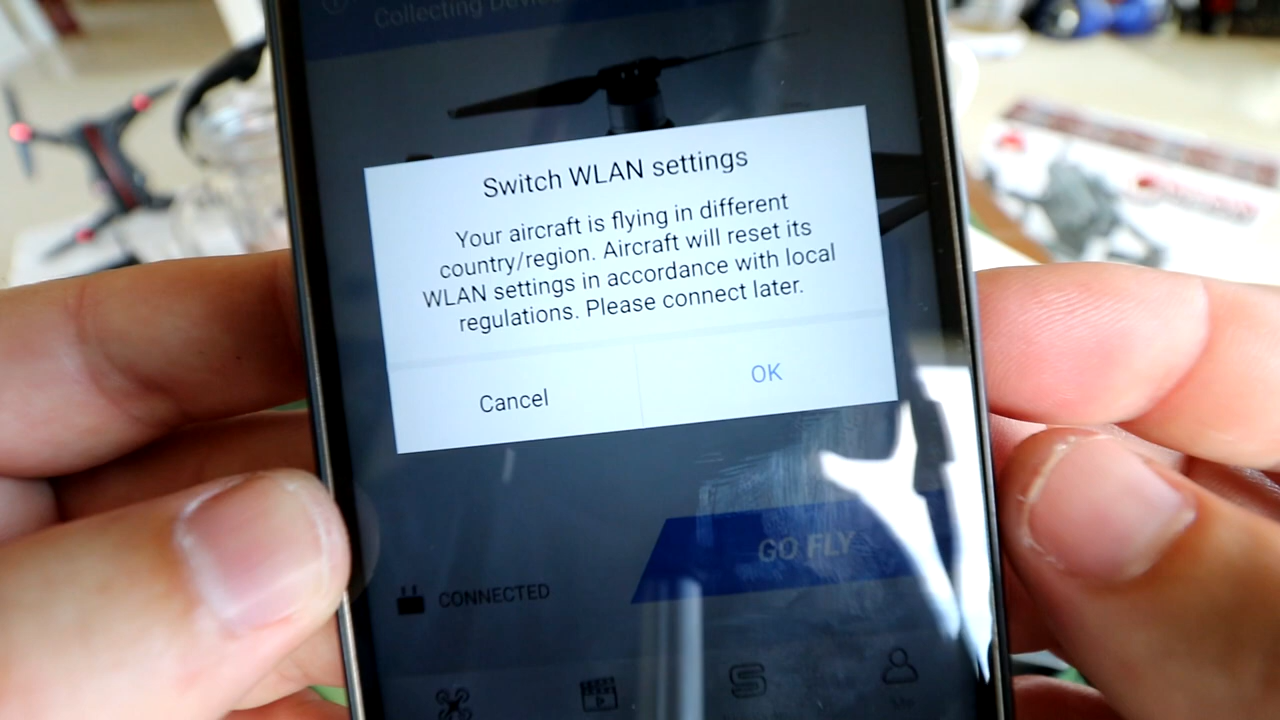 Collecting
Switch WLAN settings
Your aircraft is flying in different
country/region. Aircraft will reset its
WLAN settings in accordance with local
regulations. Please connect later.
Cancel
OK
GO FLY
CONNECTED